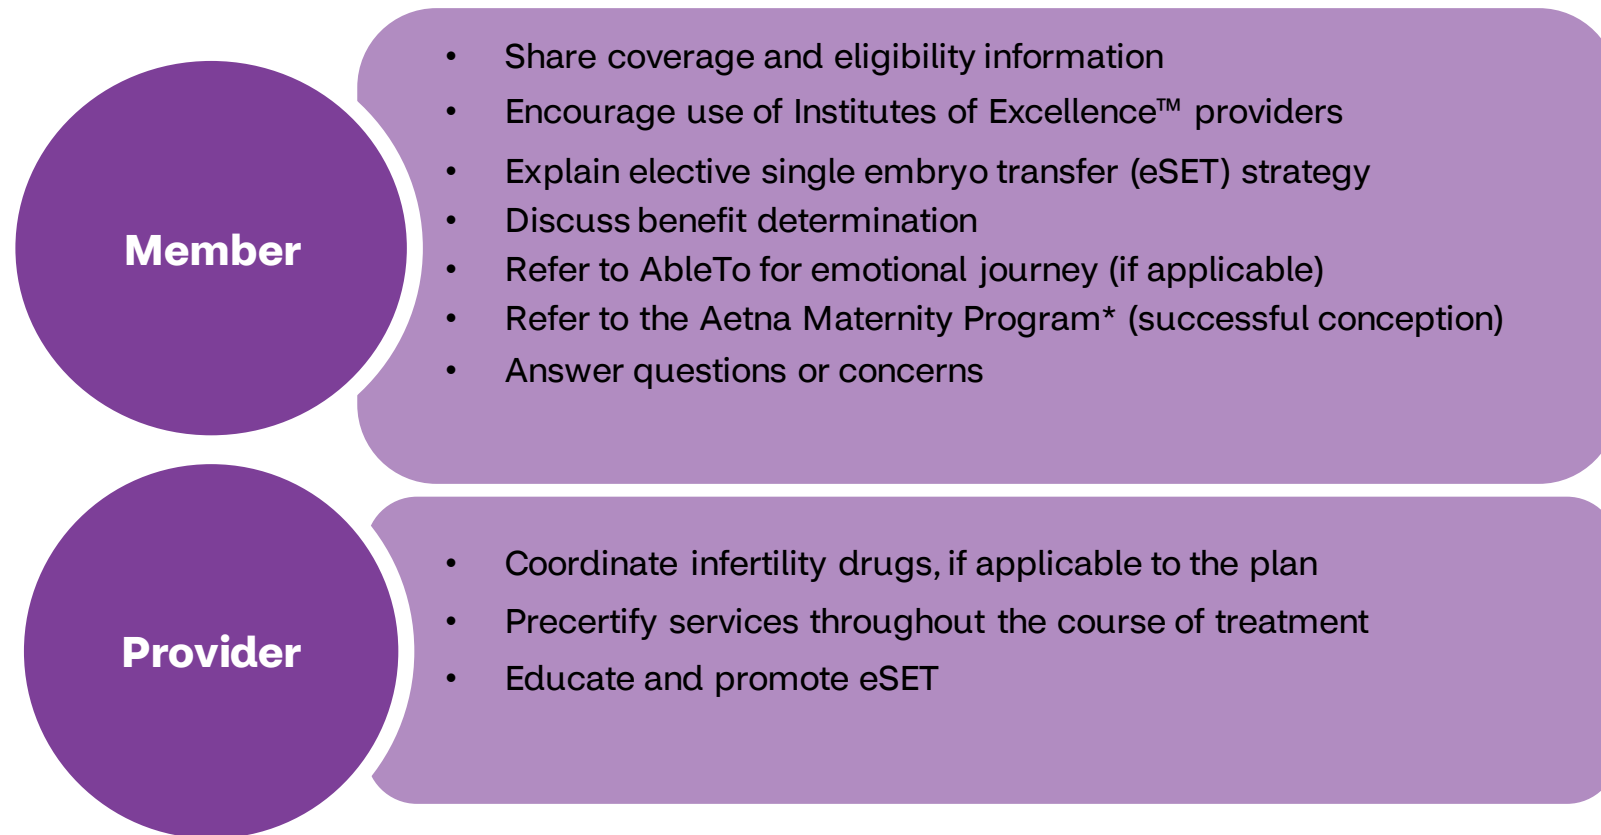 Member
• Share coverage and eligibility information
• Encourage use of Institutes of Excellence™ providers
• Explain elective single embryo transfer (eSET) strategy
• Discuss benefit determination
• Refer to AbleTo for emotional journey (if applicable)
• Refer to the Aetna Maternity Program* (successful conception)
• Answer questions or concerns
Provider
• Coordinate infertility drugs, if applicable to the plan
• Precertify services throughout the course of treatment
• Educate and promote eSET